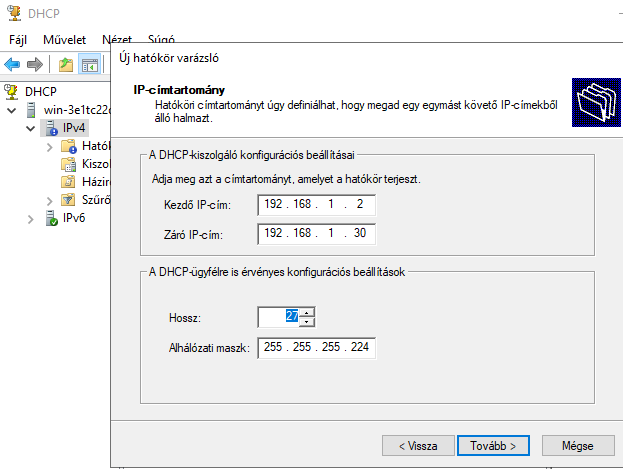 DHCP
Fájl Művelet Nézet Súgó
Új hatókör varázsló
IP-címtartomány
Hatóköri címtartományt úgy definiálhat, hogy megad egy egymást követő IP-címekből
álló halmazt.
DHCP
win-3e1tc22
IPv4
Hatók
Kiszol
Házire
Szűrő
IPv6
A DHCP-kiszolgáló konfigurációs beállításai
Adja meg azt a címtartományt, amelyet a hatókör terjeszt.
Kezdő IP-cím: 192 . 168 . 1 . 2
Záró IP-cím: 192 . 168 . 1 . 30
A DHCP-ügyfélre is érvényes konfigurációs beállítások
Hossz: 27
Alhálózati maszk: 255 . 255 . 255 . 224
< Vissza Tovább > Mégse